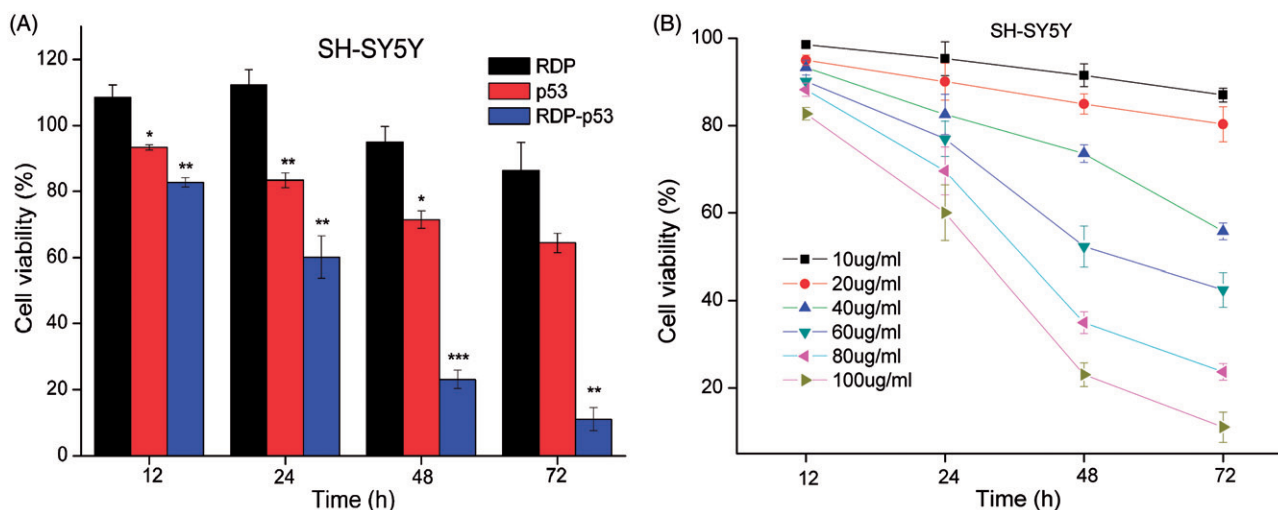 (A)
SH-SY5Y
RDP
p53
RDP-p53
Cell viability (%)
120
100
80
60
40
20
0
*
**
**
**
*
***
**
12
24
48
72
Time (h)
(B)
SH-SY5Y
Cell viability (%)
100
80
60
40
20
10ug/ml
20ug/ml
40ug/ml
60ug/ml
80ug/ml
100ug/ml
12
24
48
72
Time (h)